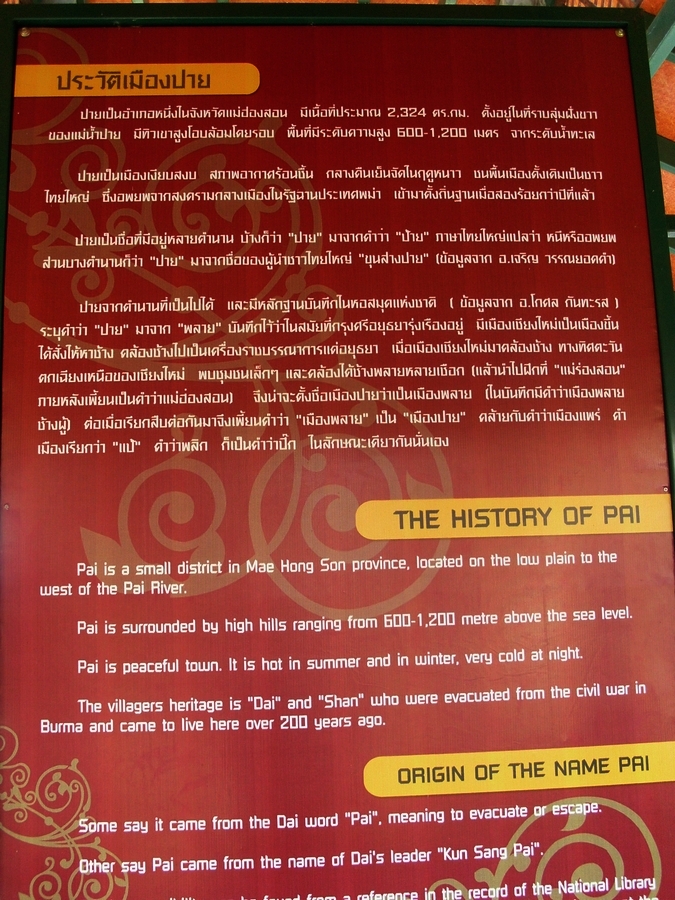 ประวัติเมืองปาย
ปายเป็นอำเภอหนึ่งในจังหวัดแม่ฮ่องสอน มีเนื้อที่ประมาณ 2,324 ตร.กม. ตั้งอยู่ในที่ราบลุ่มฝั่งขวา
ของแม่น้ำปาย มีทิวเขาสูงโอบล้อมโดยรอบ พื้นที่มีระดับความสูง 600-1,200 เมตร จากระดับน้ำทะเล
ปายเป็นเมืองเงียบสงบ สภาพอากาศร้อนชื้น กลางคืนเย็นจัดในฤดูหนาว ชนพื้นเมืองดั้งเดิมเป็นชาว
ไทยใหญ่ ซึ่งอพยพจากสงครามกลางเมืองในรัฐฉานประเทศพม่า เข้ามาตั้งถิ่นฐานเมื่อสองร้อยกว่าปีที่แล้ว
ปายเป็นชื่อที่มีอยู่หลายตำนาน บ้างก็ว่า "ปาย" มาจากคำว่า "ป้าย" ภาษาไทยใหญ่แปลว่า หนีหรืออพยพ
ส่วนบางตำนานก็ว่า "ปาย" มาจากชื่อของผู้นำชาวไทยใหญ่ "ขุนส่างปาย" (ข้อมูลจาก อ.เจริญ วรรณยอดคำ)
ปายจากตำนานที่เป็นไปได้ และมีหลักฐานบันทึกในหอสมุดแห่งชาติ ( ข้อมูลจาก อ.โกศล กันทะรส )
ระบุคำว่า "ปาย" มาจาก "พลาย" บันทึกไว้ว่าในสมัยที่กรุงศรีอยุธยารุ่งเรืองอยู่ มีเมืองเชียงใหม่เป็นเมืองขึ้น
ได้สั่งให้หาช้าง คล้องช้างไปเป็นเครื่องราชบรรณาการแด่อยุธยา เมื่อเมืองเชียงใหม่มาคล้องช้าง ทางทิศตะวัน
ตกเฉียงเหนือของเชียงใหม่ พบชุมชนเล็กๆ และคล้องได้ช้างพลายหลายเชือก (แล้วนำไปฝึกที่ "แม่ร่องสอน"
ภายหลังเพี้ยนเป็นคำว่าแม่ฮ่องสอน) จึงน่าจะตั้งชื่อเมืองปายว่าเป็นเมืองพลาย (ในบันทึกมีคำว่าเมืองพลาย
ช้างผู้) ต่อเมื่อเรียกสืบต่อกันมาจึงเพี้ยนคำว่า "เมืองพลาย" เป็น "เมืองปาย" คล้ายกับคำว่าเมืองแพร่ คำ
เมืองเรียกว่า "แป้" คำว่าพลิก ก็เป็นคำว่าปิ๊ก ในลักษณะเดียวกันนั่นเอง
THE HISTORY OF PAI
Pai is a small district in Mae Hong Son province, located on the low plain to the
west of the Pai River.
Pai is surrounded by high hills ranging from 600-1,200 metre above the sea level.
Pai is peaceful town. It is hot in summer and in winter, very cold at night.
The villagers heritage is "Dai" and "Shan" who were evacuated from the civil war in
Burma and came to live here over 200 years ago.
ORIGIN OF THE NAME PAI
Some say it came from the Dai word "Pai", meaning to evacuate or escape.
Other say Pai came from the name of Dai's leader "Kun Sang Pai".
found from a reference in the record of the National Library